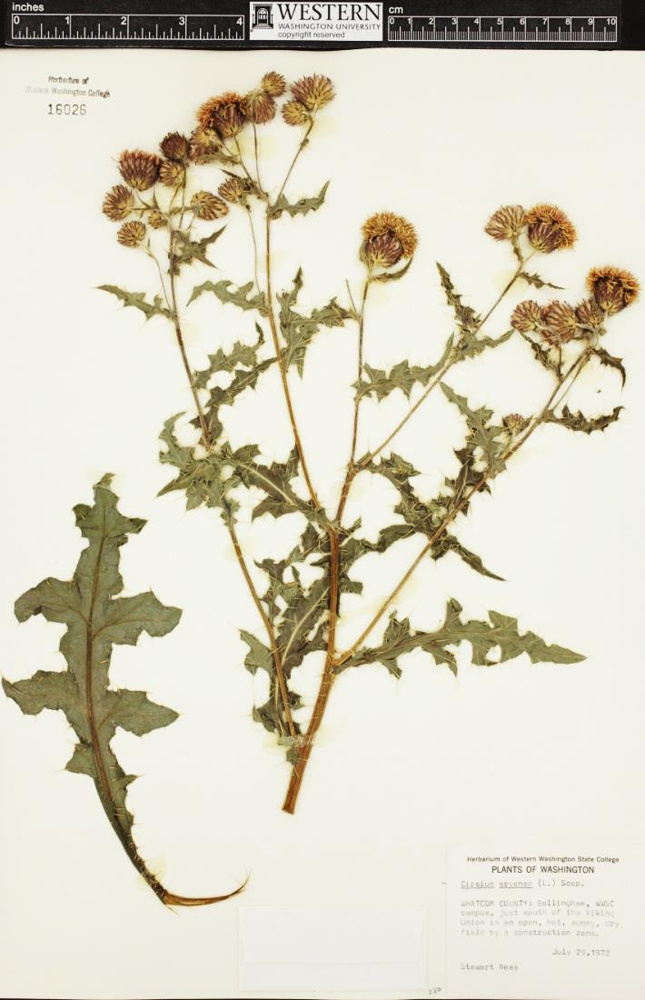 inches
0 1 2 3 4
WESTERN
WASHINGTON UNIVERSITY
copyright reserved
cm
0 1 2 3 4 5 6 7 8 9 10
Herbarium of
Western Washington College
16026
Herbarium of Western Washington State College
PLANTS OF WASHINGTON
Cirsium arvense (L.) Scop.
WHATCOM COUNTY: Bellingham, WWSC
campus, just south of the Viking
Union in an open, hot, sunny, dry
field by a construction zone.
July 29,1972
Stewart Ness